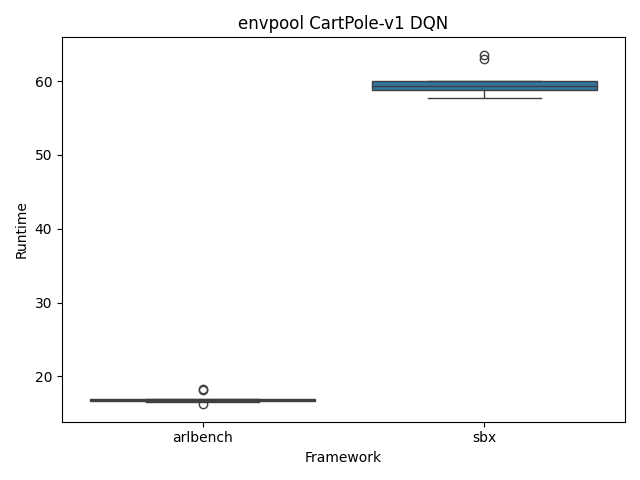 envpool CartPole-v1 DQN
60
50
40
30
20
Runtime
arlbench
sbx
Framework